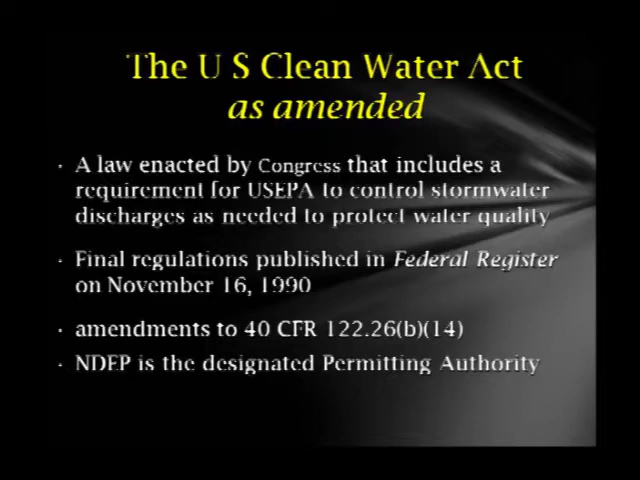 The U S Clean Water Act
as amended
· A law enacted by Congress that includes a
requirement for USEPA to control stormwater
discharges as needed to protect water quality
· Final regulations published in Federal Register
on November 16, 1990
· amendments to 40 CFR 122.26(b)(14)
· NDEP is the designated Permitting Authority